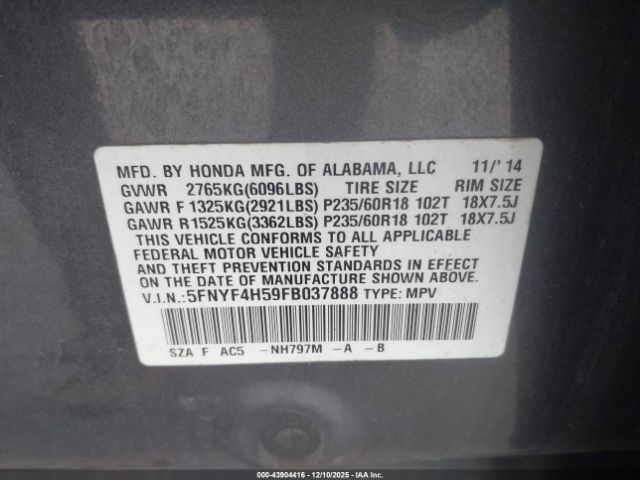 MFD. BY HONDA MFG. OF ALABAMA, LLC 11/'14
GVWR 2765KG(6096LBS) TIRE SIZE RIM SIZE
GAWR F 1325KG(2921LBS) P235/60R18 102T 18X7.5J
GAWR R 1525KG(3362LBS) P235/60R18 102T 18X7.5J
THIS VEHICLE CONFORMS TO ALL APPLICABLE
FEDERAL MOTOR VEHICLE SAFETY
AND THEFT PREVENTION STANDARDS IN EFFECT
ON THE DATE OF MANUFACTURE SHOWN ABOVE.
V.I.N.:5FNYF4H59FB037888 TYPE: MPV
SZA F AC5 -NH797M -A -B
© IAA, Inc. #000-43904416 • 12/10/2025 • IAAI.com